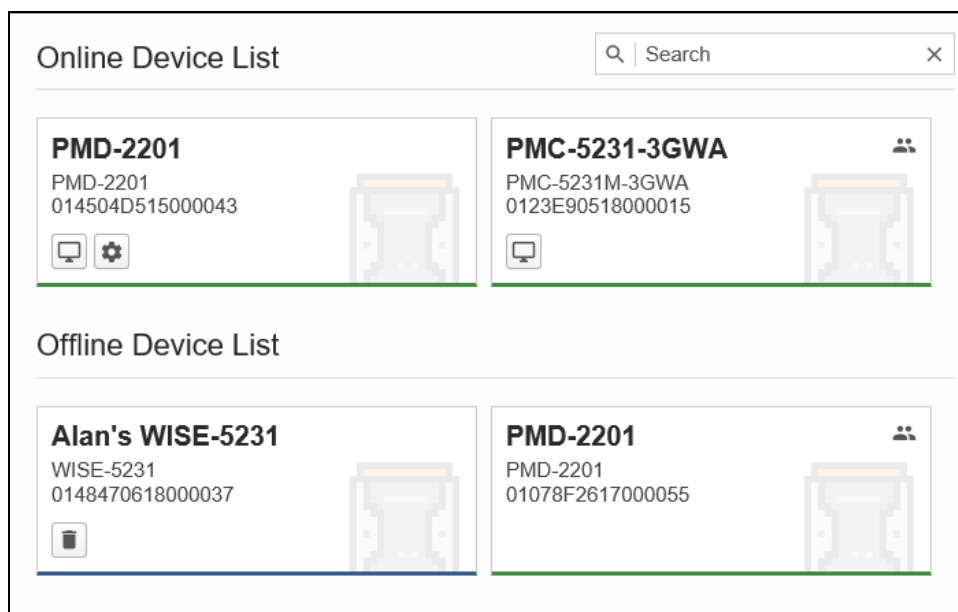 Online Device List
Search
PMD-2201
PMD-2201
014504D515000043
PMC-5231-3GWA
PMC-5231M-3GWA
0123E90518000015
Offline Device List
Alan's WISE-5231
WISE-5231
0148470618000037
PMD-2201
PMD-2201
01078F2617000055